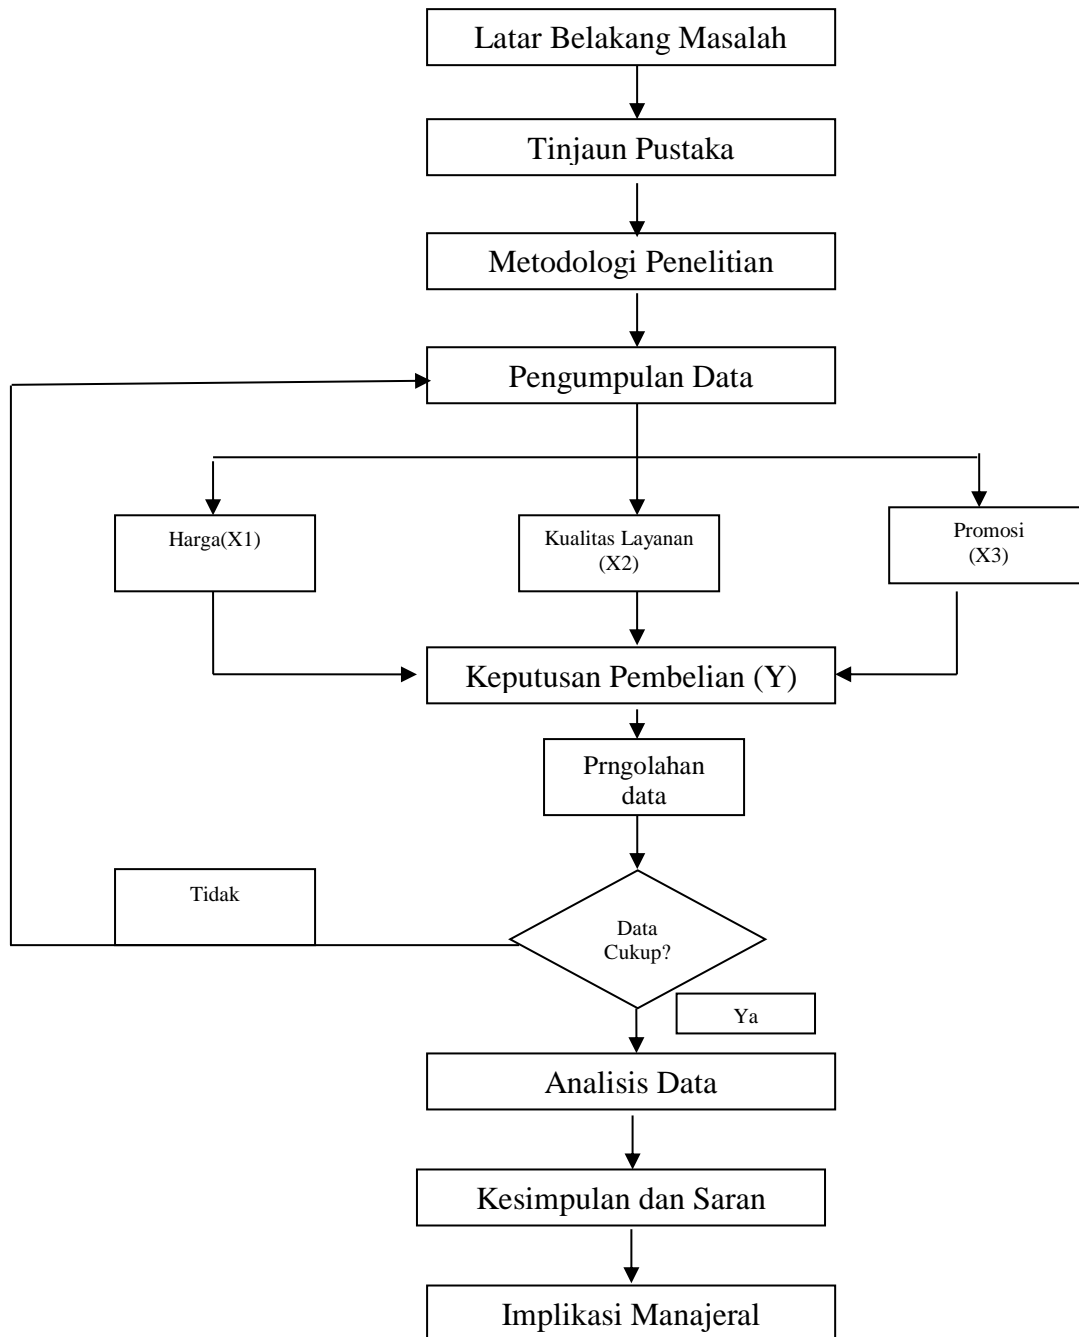 Latar Belakang Masalah
Tinjaun Pustaka
Metodologi Penelitian
Pengumpulan Data
Harga(X1)
Kualitas Layanan
(X2)
Promosi
(X3)
Keputusan Pembelian (Y)
Prngolahan
data
Tidak
Data
Cukup?
Ya
Analisis Data
Kesimpulan dan Saran
Implikasi Manajeral